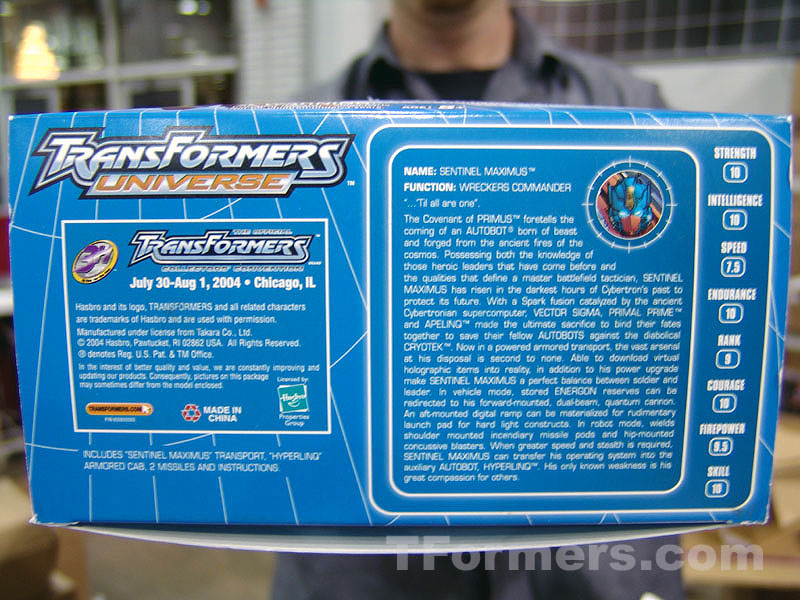 TRANSFORMERS
UNIVERSE™
THE OFFICIAL
TRANSFORMERS
COLLECTORS' CONVENTION
July 30-Aug 1, 2004 • Chicago, IL
Hasbro and its logo, TRANSFORMERS and all related characters
are trademarks of Hasbro and are used with permission.
Manufactured under license from Takara Co., Ltd.
© 2004 Hasbro, Pawtucket, RI 02862 USA. All Rights Reserved.
® denotes Reg. U.S. Pat. & TM Office.
In the interest of better quality and value, we are constantly improving and
updating our products. Consequently, pictures on this package
may sometimes differ from the model enclosed.
TRANSFORMERS.COM
MADE IN
CHINA
Licensed by:
Hasbro
Properties
Group
INCLUDES "SENTINEL MAXIMUS" TRANSPORT, "HYPERLINQ"
ARMORED CAB, 2 MISSILES AND INSTRUCTIONS.
NAME: SENTINEL MAXIMUS™
FUNCTION: WRECKERS COMMANDER
"...'Til all are one".
The Covenant of PRIMUS™ foretells the
coming of an AUTOBOT® born of beast
and forged from the ancient fires of the
cosmos. Possessing both the knowledge of
those heroic leaders that have come before and
the qualities that define a master battlefield tactician, SENTINEL
MAXIMUS has risen in the darkest hours of Cybertron's past to
protect its future. With a Spark fusion catalyzed by the ancient
Cybertronian supercomputer, VECTOR SIGMA, PRIMAL PRIME™
and APELINQ™ made the ultimate sacrifice to bind their fates
together to save their fellow AUTOBOTS against the diabolical
CRYOTEK™. Now in a powered armored transport, the vast arsenal
at his disposal is second to none. Able to download virtual
holographic items into reality, in addition to his power upgrade
make SENTINEL MAXIMUS a perfect balance between soldier and
leader. In vehicle mode, stored ENERGON reserves can be
redirected to his forward-mounted, dual-beam, quantum cannon.
An aft-mounted digital ramp can be materialized for rudimentary
launch pad for hard light constructs. In robot mode, wields
shoulder mounted incendiary missile pods and hip-mounted
concussive blasters. When greater speed and stealth is required,
SENTINEL MAXIMUS can transfer his operating system into the
auxiliary AUTOBOT, HYPERLINQ™. His only known weakness is his
great compassion for others.
STRENGTH
10
INTELLIGENCE
10
SPEED
7.5
ENDURANCE
10
RANK
9
COURAGE
10
FIREPOWER
9.5
SKILL
10
TFormers.com